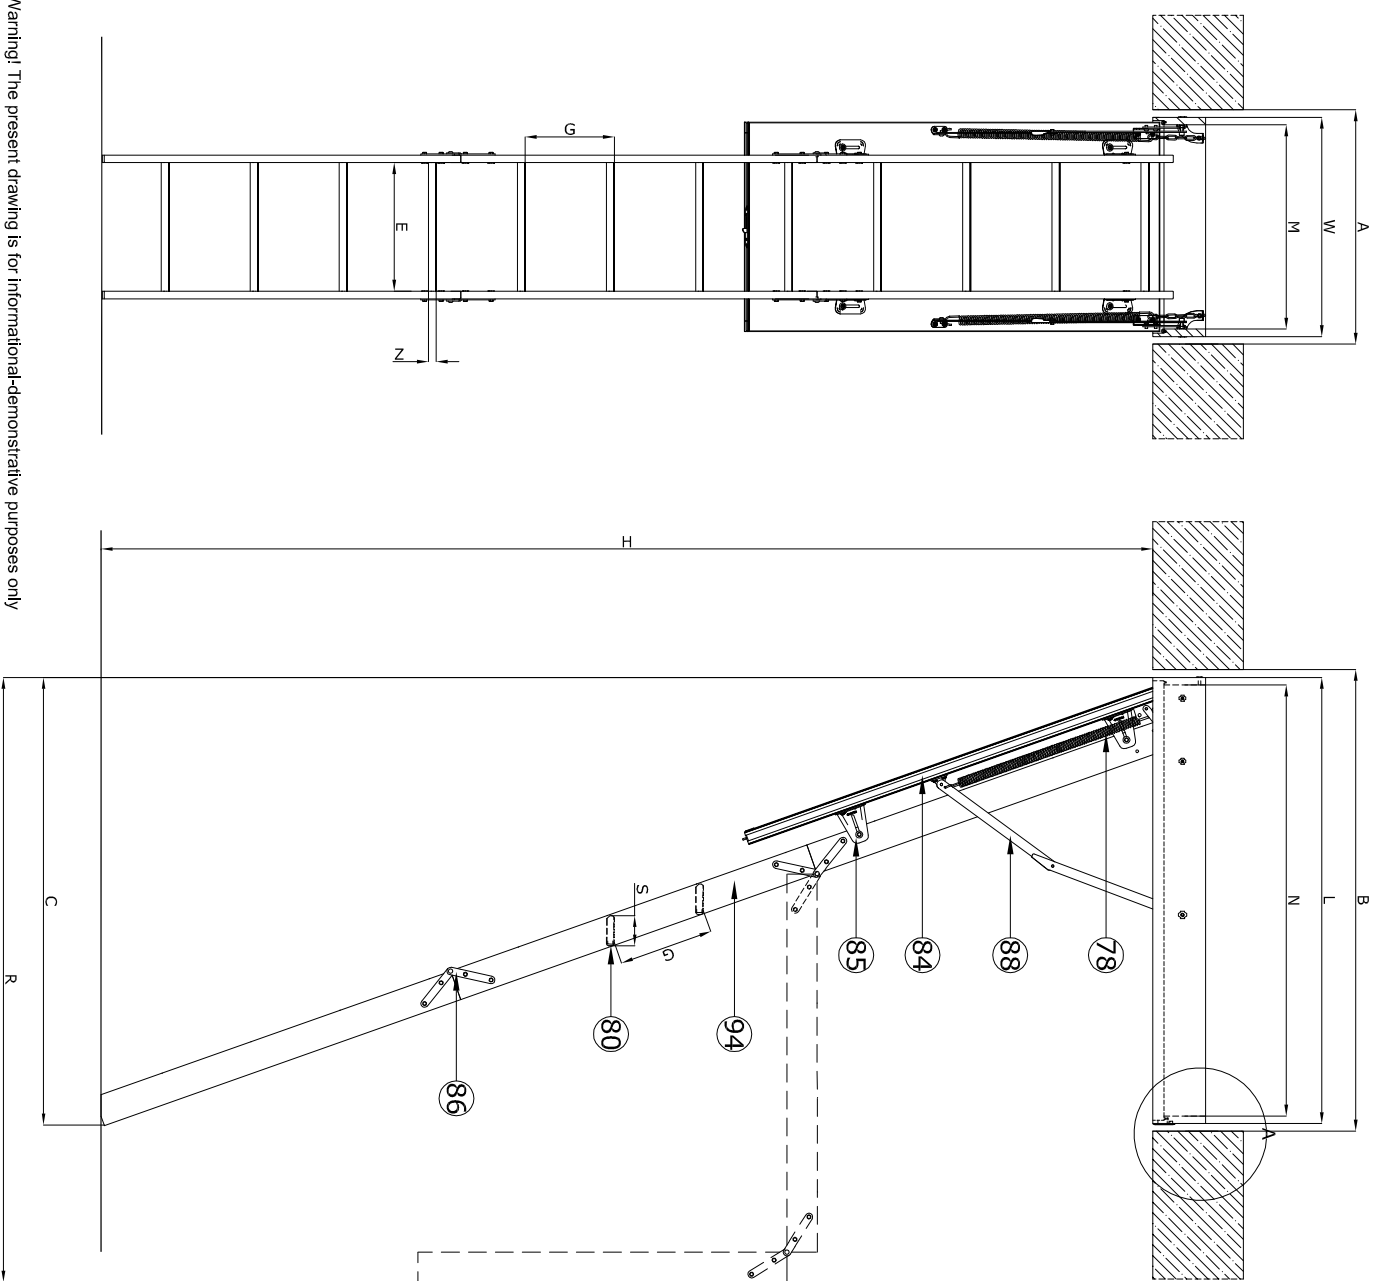 A
W
M
G
E
Z
B
L
N
A
H
78
88
84
85
94
G
S
80
86
C
R
Warning! The present drawing is for informational-demonstrative purposes only